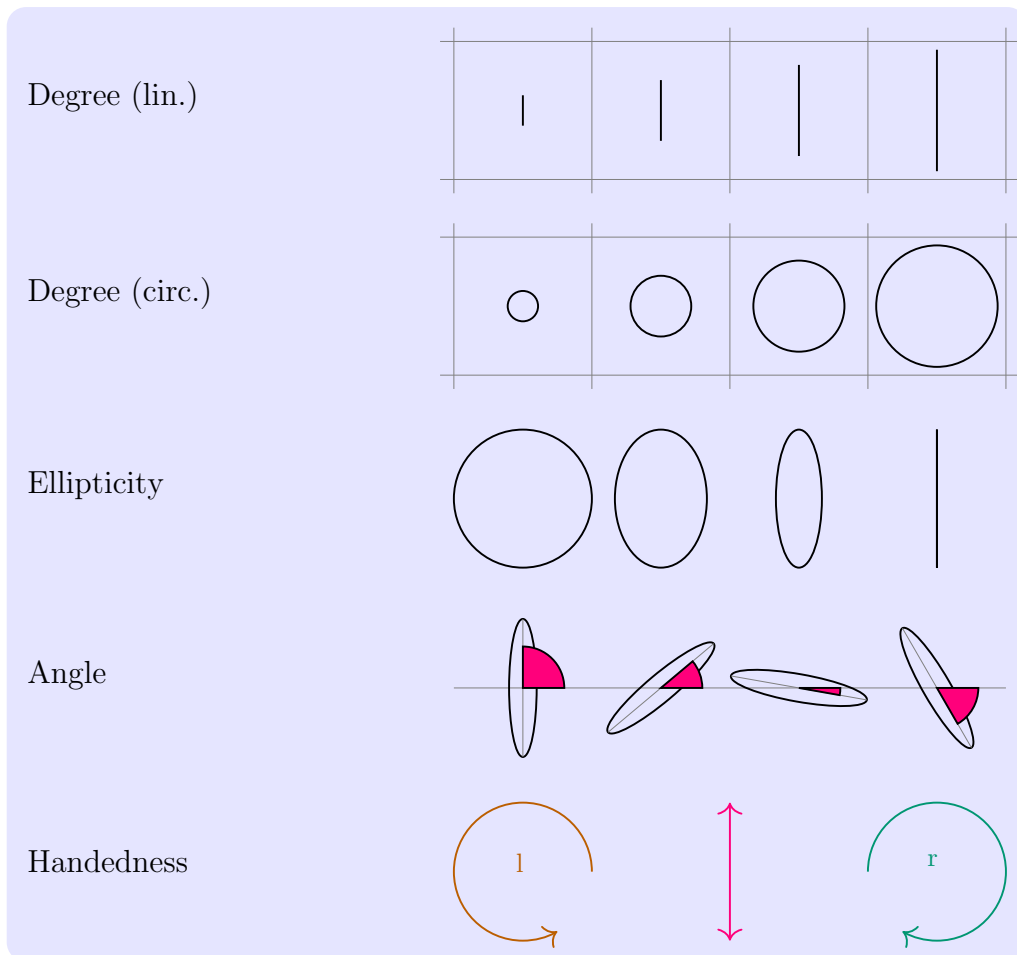 Degree (lin.)
Degree (circ.)
Ellipticity
Angle
Handedness
l
r